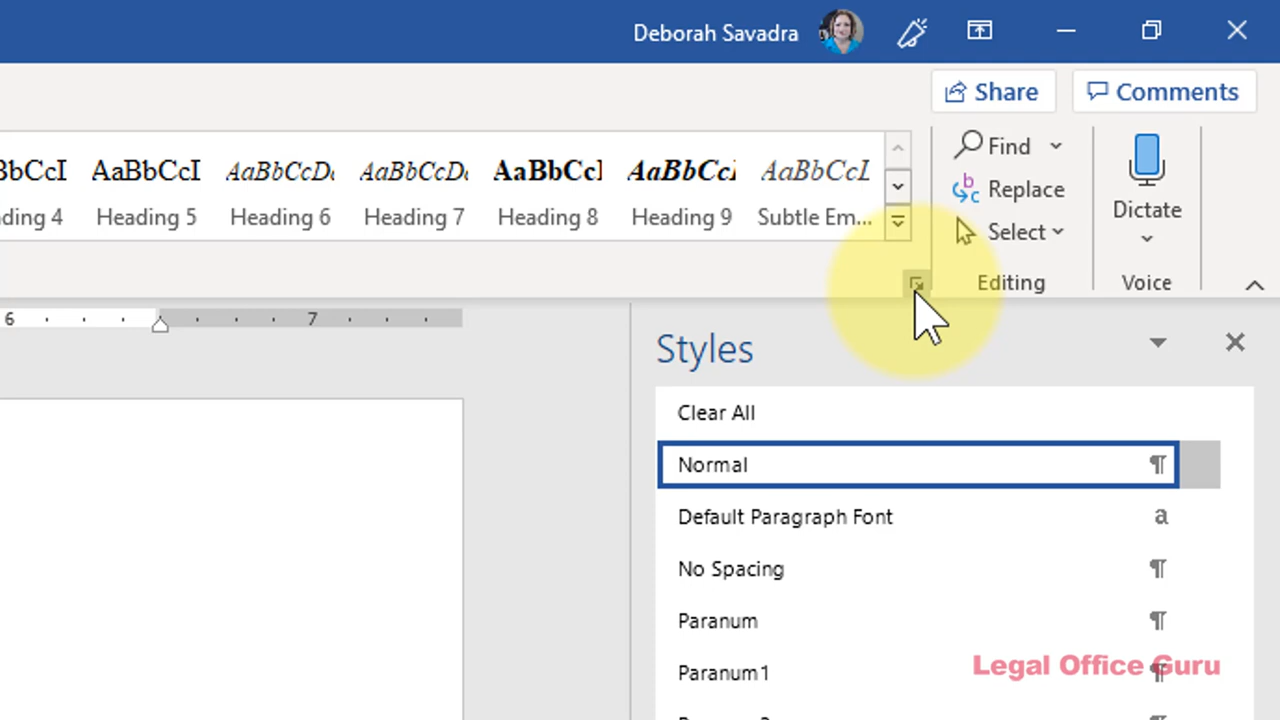 Deborah Savadra
Share
Comments
AaBbCcI AaBbCcDc AaBbCcDc AaBbCcI AaBbCcI AaBbCcL
ding 4 Heading 5 Heading 6 Heading 7 Heading 8 Heading 9 Subtle Em...
Find
Replace
Select
Editing
Dictate
Voice
6 7
Styles
Clear All
Normal ¶
Default Paragraph Font a
No Spacing ¶
Paranum ¶
Paranum1 ¶
Legal Office Guru